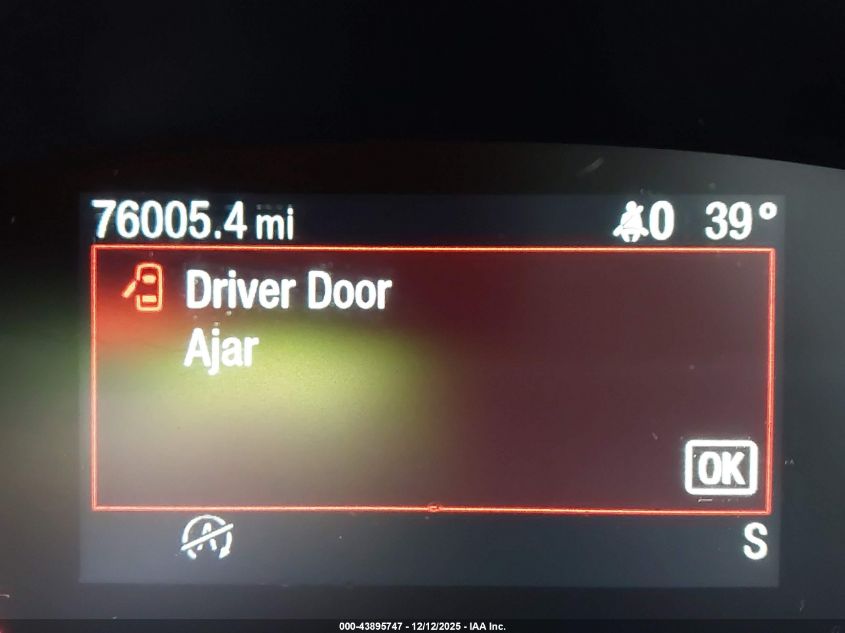 76005.4 mi 0 39°
Driver Door
Ajar
OK
A S
000-43895747 - 12/12/2025 - IAA Inc.